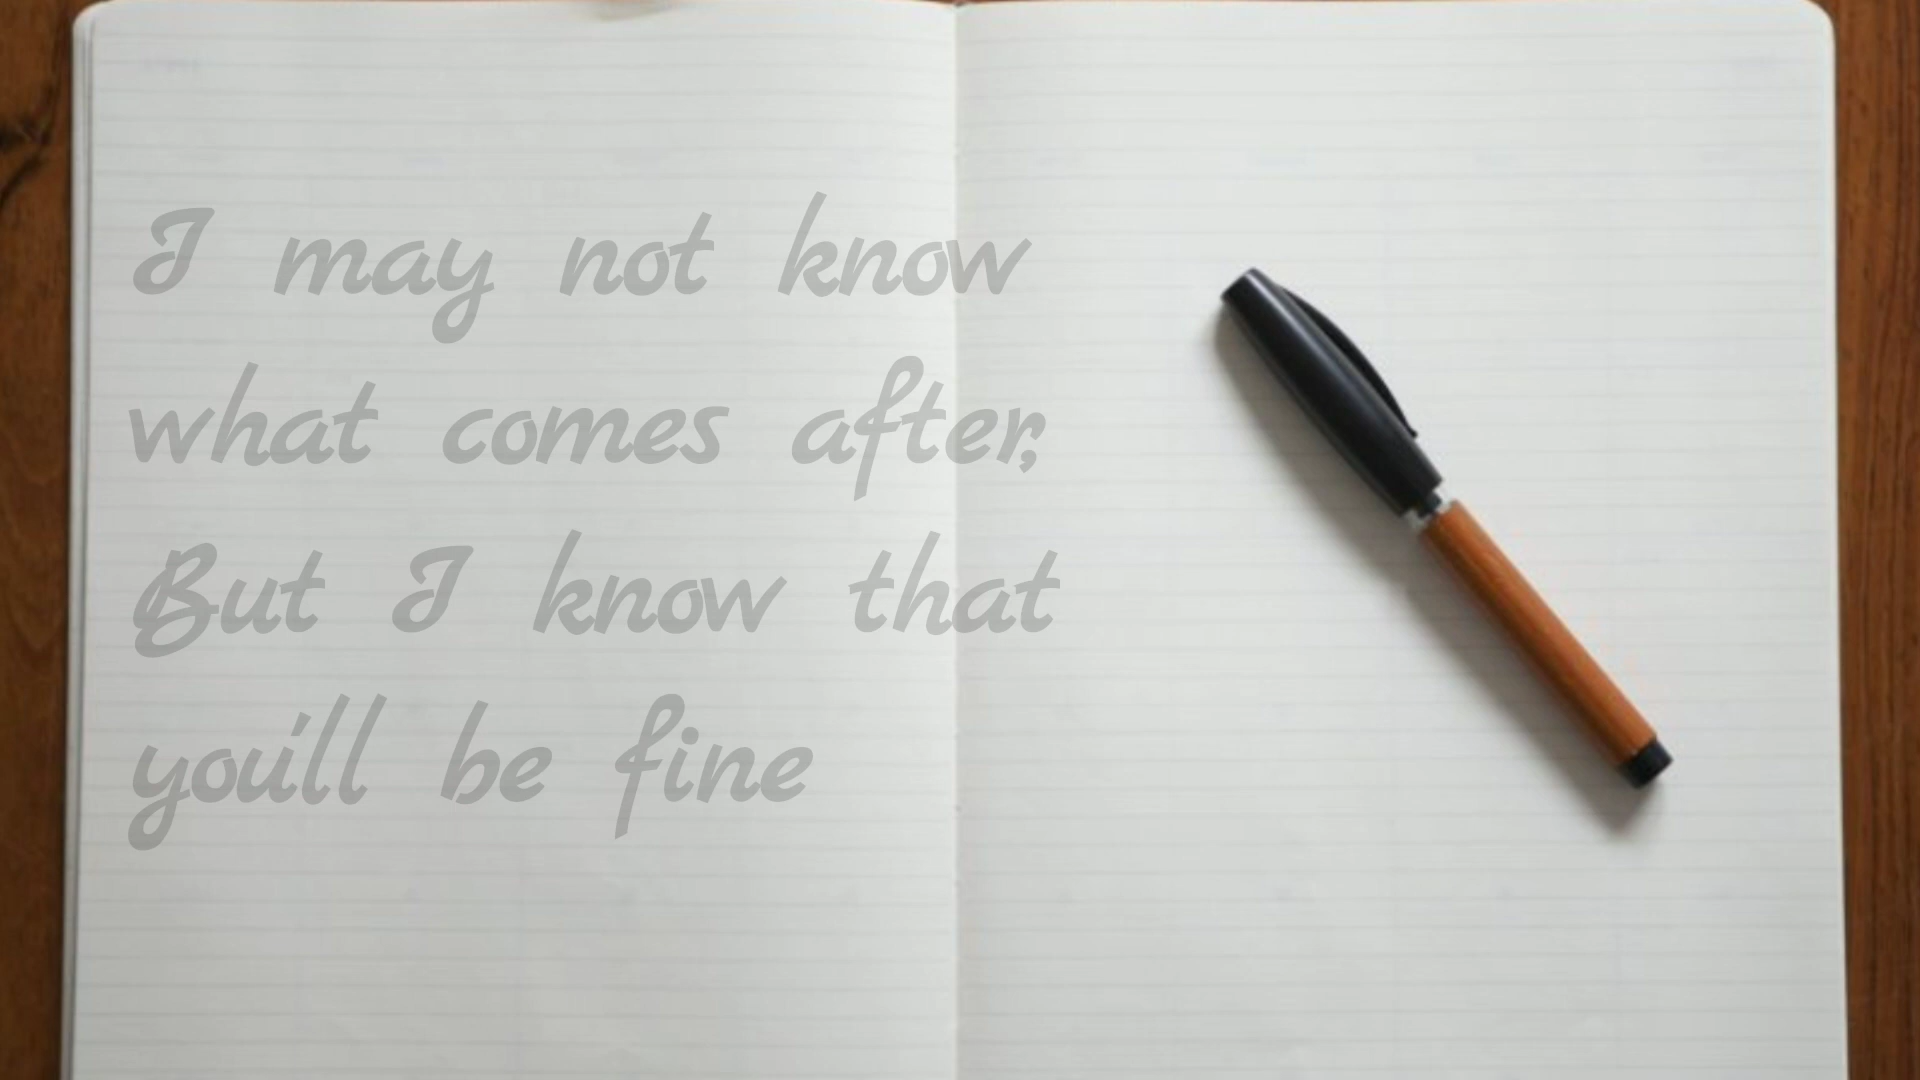 I may not know
what comes after,
But I know that
you'll be fine